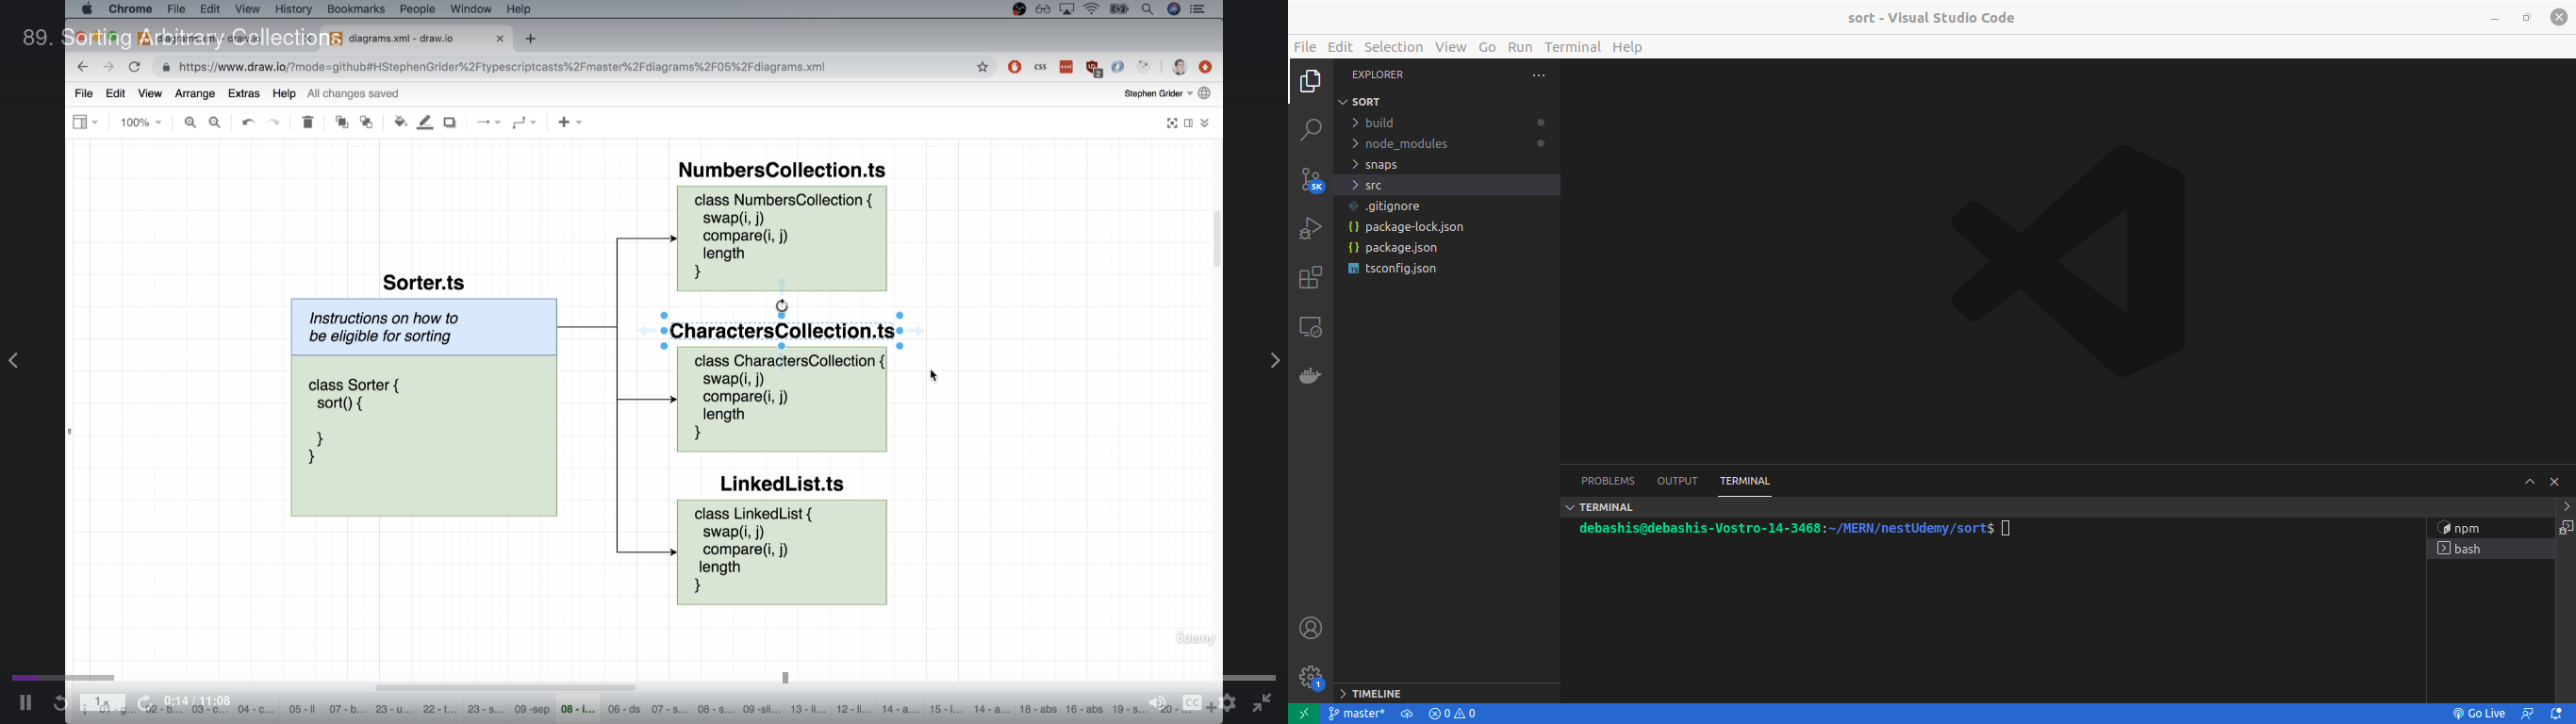 Chrome File Edit View History Bookmarks People Window Help
89. Sorting Arbitrary Collections
diagrams.xml - draw.io
https://www.draw.io/?mode=github#HStephenGrider%2Ftypescriptcasts%2Fmaster%2Fdiagrams%2F05%2Fdiagrams.xml
css
2
File Edit View Arrange Extras Help All changes saved
Stephen Grider
100%
NumbersCollection.ts
class NumbersCollection {
swap(i, j)
compare(i, j)
length
}
Sorter.ts
Instructions on how to
be eligible for sorting
class Sorter {
sort() {
}
}
CharactersCollection.ts
class CharactersCollection {
swap(i, j)
compare(i, j)
length
}
LinkedList.ts
class LinkedList {
swap(i, j)
compare(i, j)
length
}
ûdemy
1x
0:14 / 11:08
CC
02 - b... 03 - c... 04 - c... 05 - ll 07 - b... 23 - u... 22 - t... 23 - s... 09 -sep 08 - i... 06 - ds 07 - s... 08 - s... 09 -sli... 13 - li... 12 - li... 14 - a... 15 - i... 14 - a... 18 - abs 16 - abs 19 - s... 20 - ...
sort - Visual Studio Code
File Edit Selection View Go Run Terminal Help
EXPLORER
SORT
build
node_modules
snaps
src
.gitignore
package-lock.json
package.json
tsconfig.json
5K
1
PROBLEMS OUTPUT TERMINAL
TERMINAL
debashis@debashis-Vostro-14-3468:~/MERN/nestUdemy/sort$
npm
bash
TIMELINE
master*
0 0
Go Live